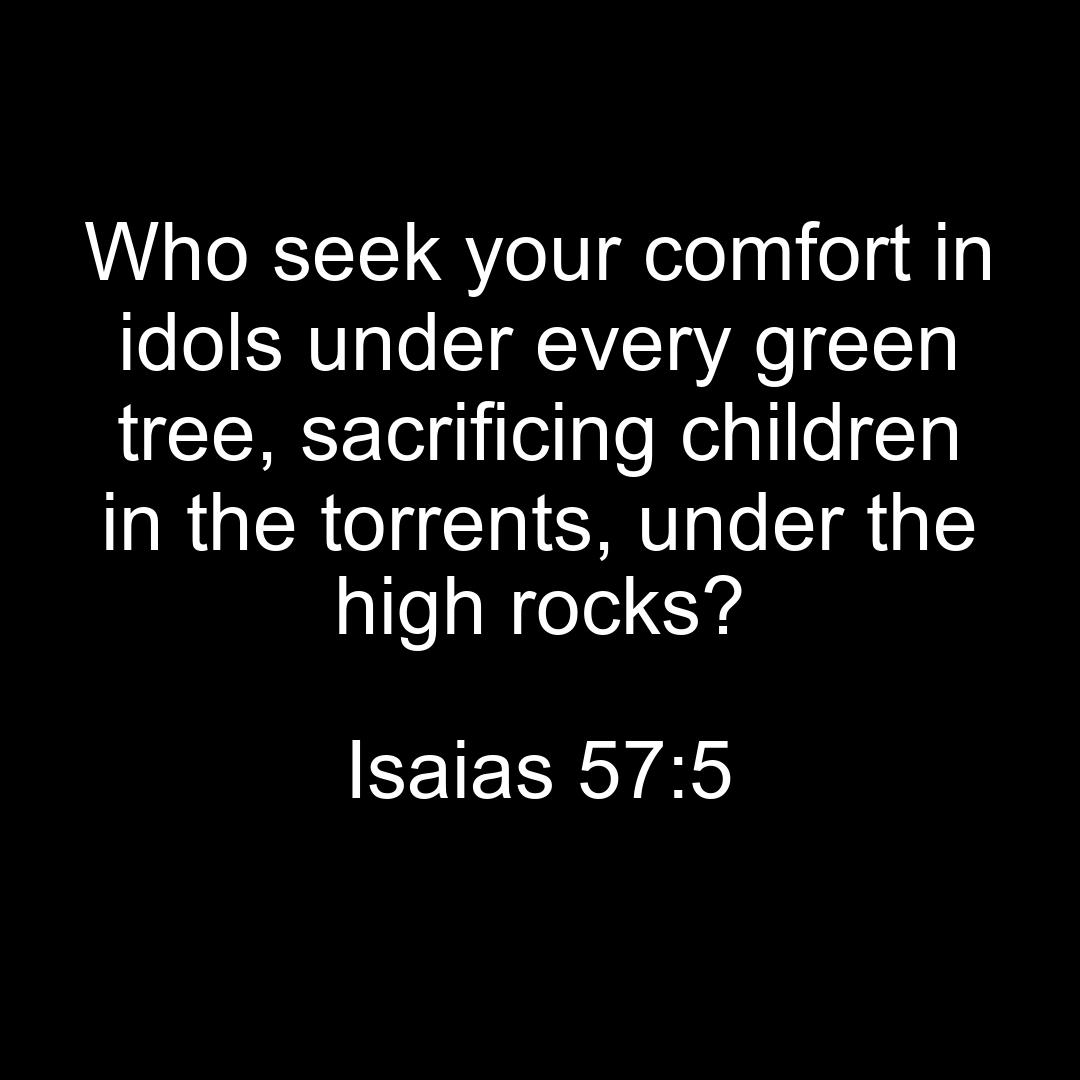 Who seek your comfort in
idols under every green
tree, sacrificing children
in the torrents, under the
high rocks?
Isaias 57:5